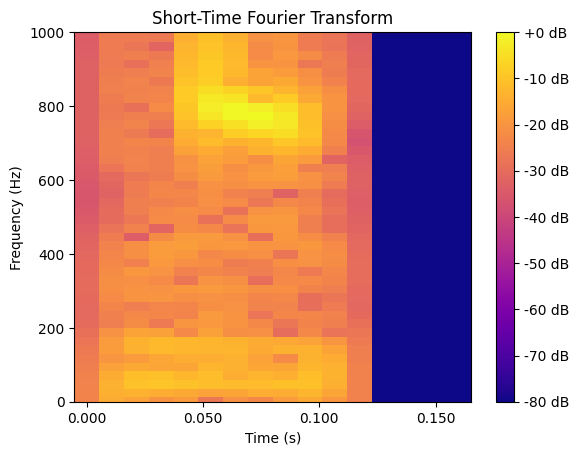 Short-Time Fourier Transform
1000
800
600
400
200
0
Frequency (Hz)
0.000
0.050
0.100
0.150
Time (s)
+0 dB
-10 dB
-20 dB
-30 dB
-40 dB
-50 dB
-60 dB
-70 dB
-80 dB